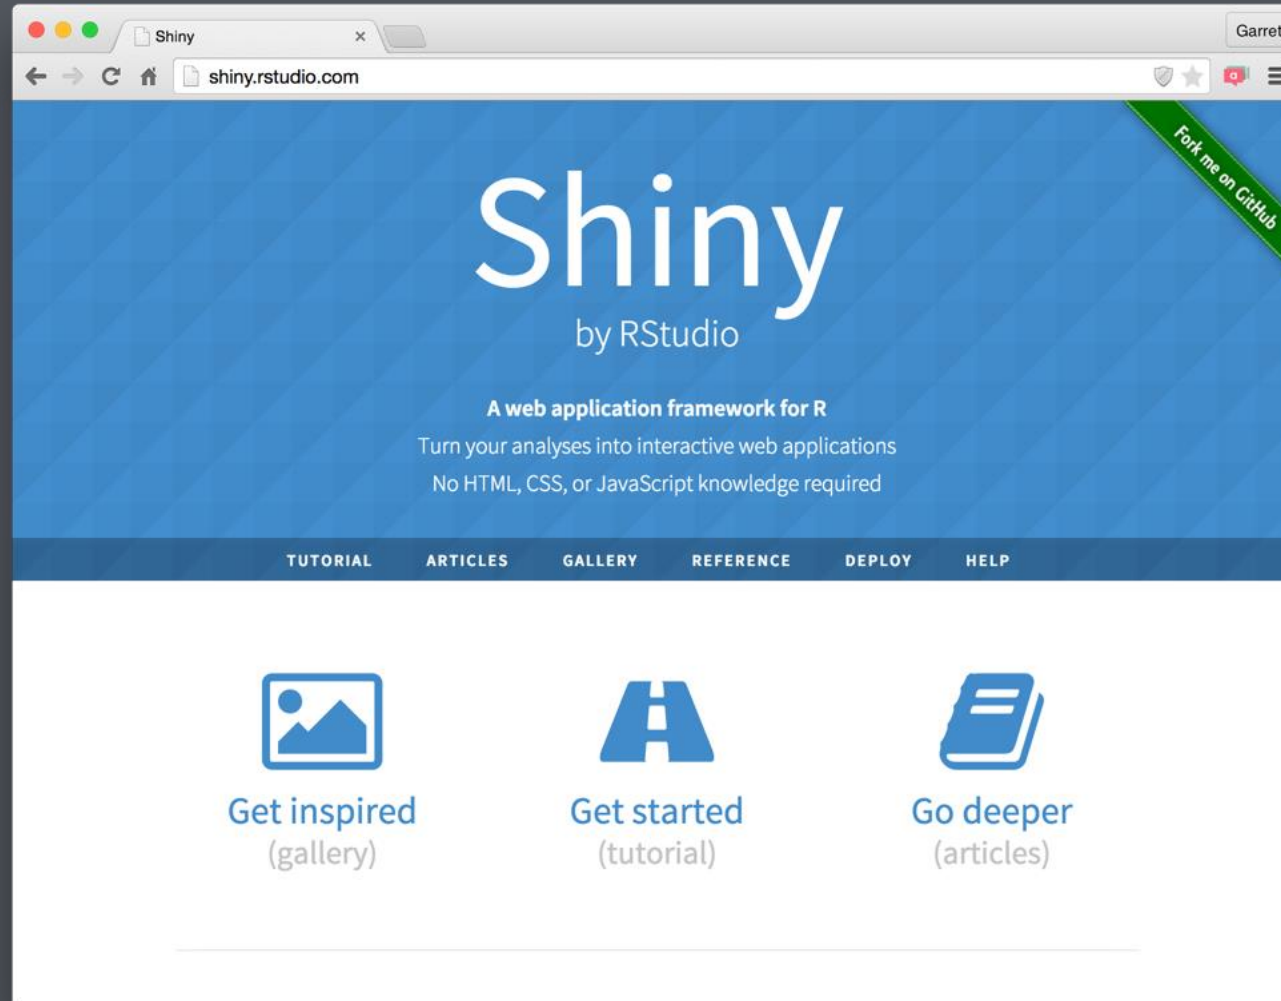 Shiny
Garret
shiny.rstudio.com
Fork me on GitHub
Shiny
by RStudio
A web application framework for R
Turn your analyses into interactive web applications
No HTML, CSS, or JavaScript knowledge required
TUTORIAL ARTICLES GALLERY REFERENCE DEPLOY HELP
Get inspired Get started Go deeper
(gallery) (tutorial) (articles)